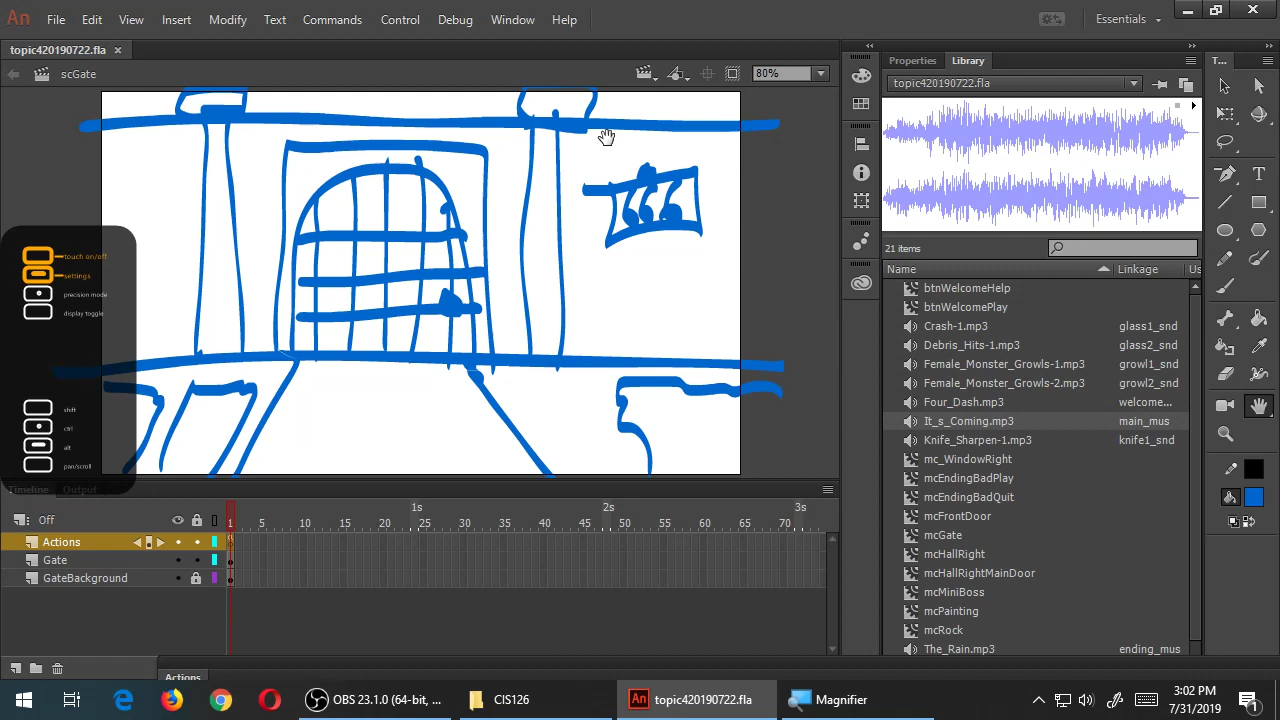 An File Edit View Insert Modify Text Commands Control Debug Window Help Essentials
topic420190722.fla ×
scGate 80%
666
touch on/off
settings
precision mode
display toggle
shift
ctrl
alt
pan/scroll
Properties Library
topic420190722.fla
21 items
Name Linkage Us
btnWelcomeHelp
btnWelcomePlay
Crash-1.mp3 glass1_snd
Debris_Hits-1.mp3 glass2_snd
Female_Monster_Growls-1.mp3 growl1_snd
Female_Monster_Growls-2.mp3 growl2_snd
Four_Dash.mp3 welcome...
It_s_Coming.mp3 main_mus
Knife_Sharpen-1.mp3 knife1_snd
mc_WindowRight
mcEndingBadPlay
mcEndingBadQuit
mcFrontDoor
mcGate
mcHallRight
mcHallRightMainDoor
mcMiniBoss
mcPainting
mcRock
The_Rain.mp3 ending_mus
T...
Timeline Output
Off 1s 2s 3s
1 5 10 15 20 25 30 35 40 45 50 55 60 65 70
Actions
Gate
GateBackground
Actions
OBS 23.1.0 (64-bit, ... CIS126 topic420190722.fla Magnifier
3:02 PM
7/31/2019
1